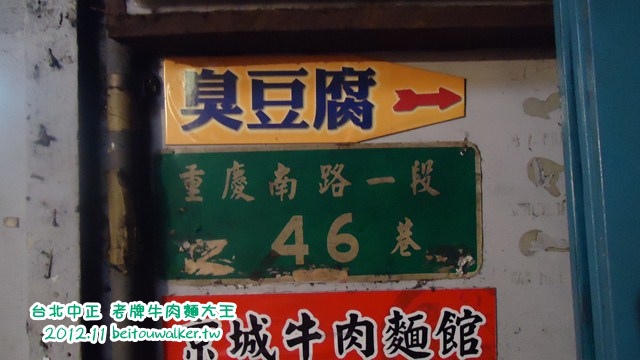 臭豆腐
重慶南路一段
46巷
城牛肉麵館
台北中正 老牌牛肉麵大王
2012.11 beitouwalker.tw